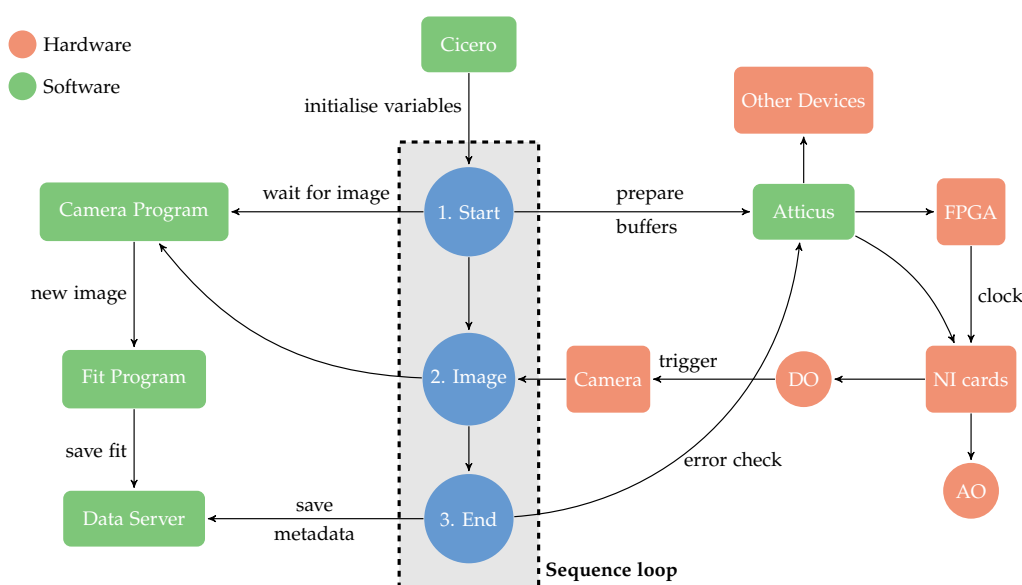 Hardware
Software
Cicero
initialise variables
Other Devices
Camera Program
wait for image
1. Start
prepare
buffers
Atticus
FPGA
new image
clock
Fit Program
2. Image
Camera
trigger
DO
NI cards
save fit
error check
AO
Data Server
save
metadata
3. End
Sequence loop